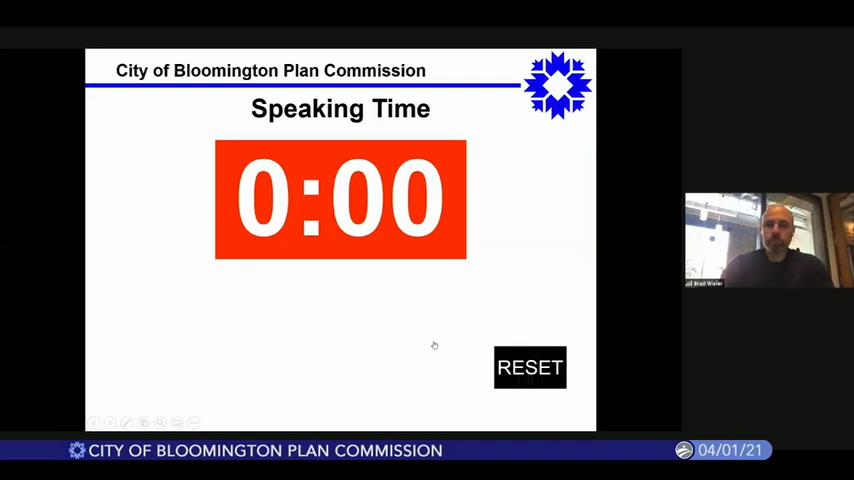 City of Bloomington Plan Commission
Speaking Time
0:00
RESET
Brad Wisler
CITY OF BLOOMINGTON PLAN COMMISSION
04/01/21